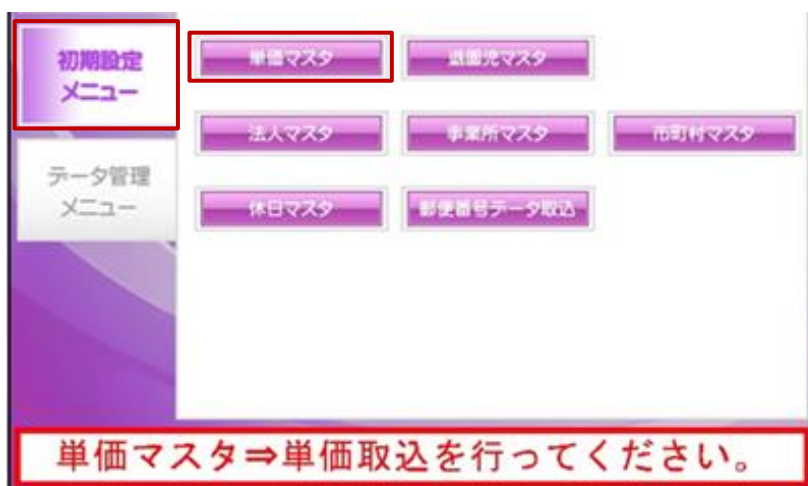 初期設定
メニュー
単価マスタ
退園児マスタ
法人マスタ
事業所マスタ
市町村マスタ
データ管理
メニュー
休日マスタ
郵便番号データ取込
単価マスタ⇒単価取込を行ってください。